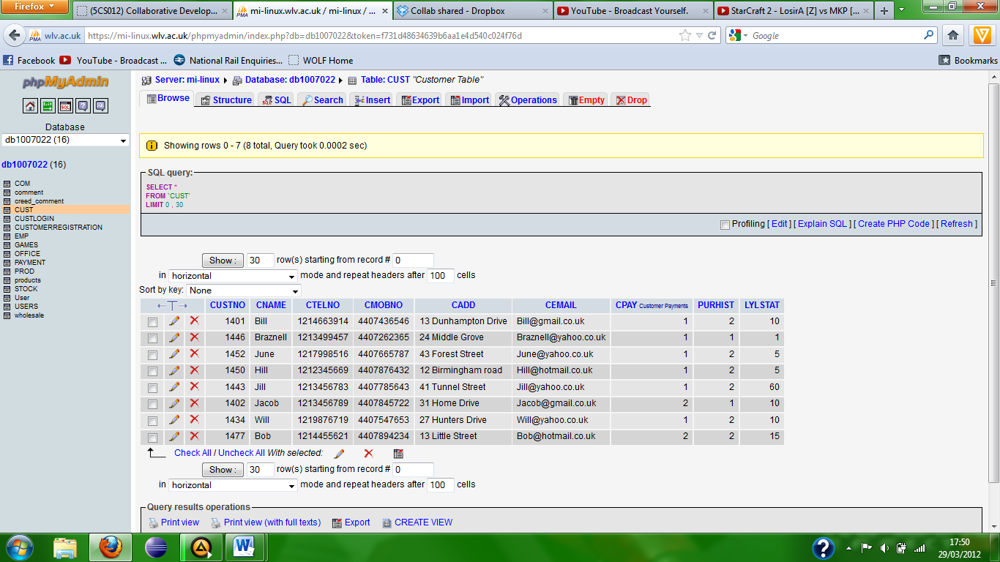 Firefox
(5CS012) Collaborative Develop...
mi-linux.wlv.ac.uk / mi-linux / ...
Collab shared - Dropbox
YouTube - Broadcast Yourself.
StarCraft 2 - LosirA [Z] vs MKP [...
wlv.ac.uk https://mi-linux.wlv.ac.uk/phpmyadmin/index.php?db=db1007022&token=f731d48634639b6aa1e4d540c024f76d
Google
Facebook YouTube - Broadcast ... National Rail Enquiries... WOLF Home Bookmarks
phpMyAdmin
SQL
Database
db1007022 (16)
db1007022 (16)
COM
comment
creed_comment
CUST
CUSTLOGIN
CUSTOMERREGISTRATION
EMP
GAMES
OFFICE
PAYMENT
PROD
products
STOCK
User
USERS
wholesale
Server: mi-linux Database: db1007022 Table: CUST "Customer Table"
Browse Structure SQL Search Insert Export Import Operations Empty Drop
Showing rows 0 - 7 (8 total, Query took 0.0002 sec)
SQL query:
SELECT *
FROM `CUST`
LIMIT 0 , 30
Profiling [ Edit ] [ Explain SQL ] [ Create PHP Code ] [ Refresh ]
Show : 30 row(s) starting from record # 0
in horizontal mode and repeat headers after 100 cells
Sort by key: None
CUSTNO CNAME CTELNO CMOBNO CADD CEMAIL CPAY Customer Payments PURHIST LYLSTAT
1401 Bill 1214663914 4407436546 13 Dunhampton Drive Bill@gmail.co.uk 1 2 10
1446 Braznell 1213499457 4407262365 24 Middle Grove Braznell@yahoo.co.uk 1 1 1
1452 June 1217998516 4407665787 43 Forest Street June@yahoo.co.uk 1 2 5
1450 Hill 1212345669 4407876432 12 Birmingham road Hill@hotmail.co.uk 1 2 5
1443 Jill 1213456783 4407785643 41 Tunnel Street Jill@yahoo.co.uk 1 2 60
1402 Jacob 1213456789 4407845722 31 Home Drive Jacob@gmail.co.uk 2 1 10
1434 Will 1219876719 4407547653 27 Hunters Drive Will@yahoo.co.uk 1 2 10
1477 Bob 1214455621 4407894234 13 Little Street Bob@hotmail.co.uk 2 2 15
Check All / Uncheck All With selected:
Show : 30 row(s) starting from record # 0
in horizontal mode and repeat headers after 100 cells
Query results operations
Print view Print view (with full texts) Export CREATE VIEW
17:50
29/03/2012